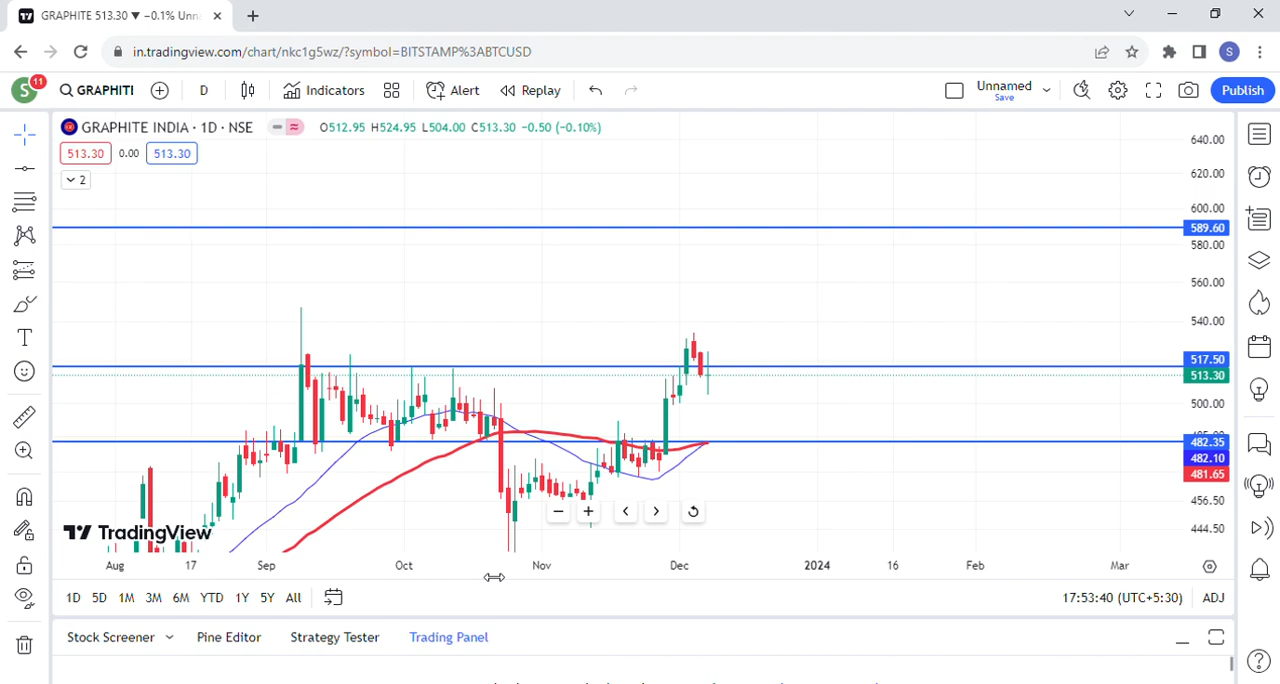 GRAPHITE 513.30 ▼ −0.1% Unn
in.tradingview.com/chart/nkc1g5wz/?symbol=BITSTAMP%3ABTCUSD
S
S
11
GRAPHITE
D
Indicators
Alert
Replay
Unnamed
Save
Publish
GRAPHITE INDIA · 1D · NSE
O512.95 H524.95 L504.00 C513.30 −0.50 (−0.10%)
513.30
0.00
513.30
2
640.00
620.00
600.00
589.60
580.00
560.00
540.00
517.50
513.30
500.00
482.35
482.10
481.65
456.50
444.50
TradingView
Aug 17 Sep Oct Nov Dec 2024 16 Feb Mar
1D 5D 1M 3M 6M YTD 1Y 5Y All
17:53:40 (UTC+5:30)
ADJ
Stock Screener
Pine Editor
Strategy Tester
Trading Panel